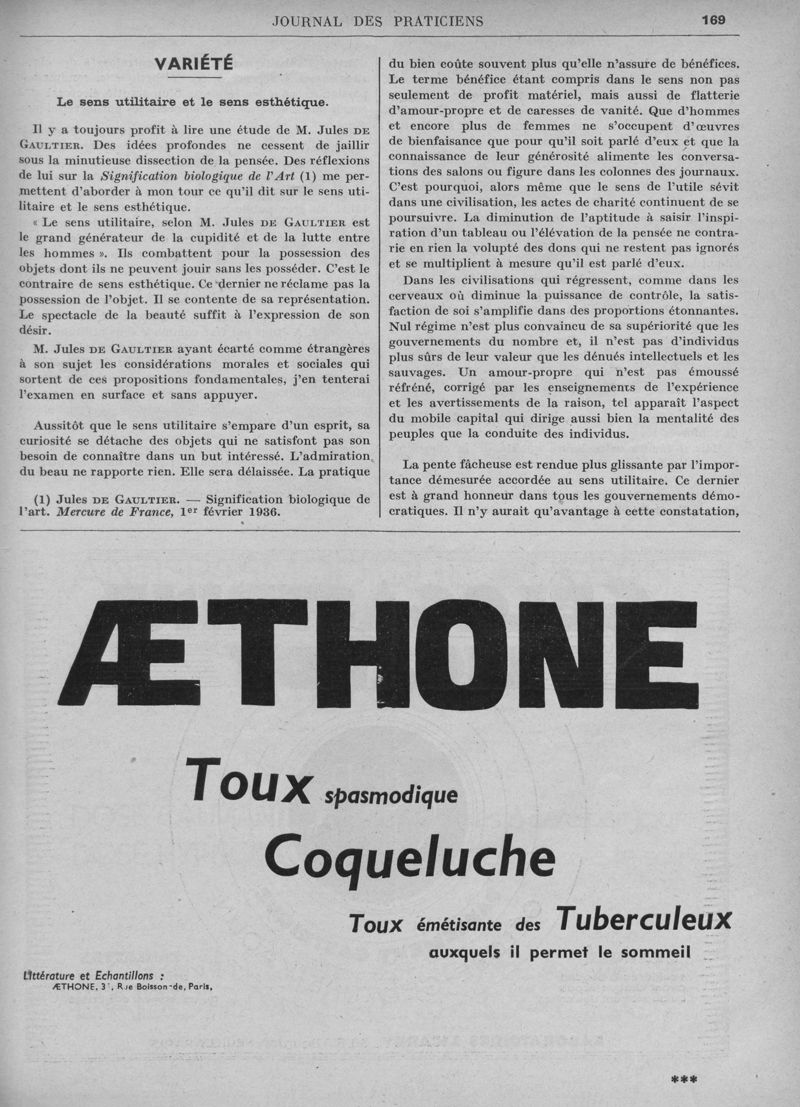 JOURNAL DES PRATICIENS 169
VARIÉTÉ
Le sens utilitaire et le sens esthétique.
Il y a toujours profit à lire une étude de M. Jules DE
GAULTIER. Des idées profondes ne cessent de jaillir
sous la minutieuse dissection de la pensée. Des réflexions
de lui sur la Signification biologique de l'Art (1) me per-
mettent d'aborder à mon tour ce qu'il dit sur le sens uti-
litaire et le sens esthétique.
« Le sens utilitaire, selon M. Jules DE GAULTIER est
le grand générateur de la cupidité et de la lutte entre
les hommes ». Ils combattent pour la possession des
objets dont ils ne peuvent jouir sans les posséder. C'est le
contraire de sens esthétique. Ce dernier ne réclame pas la
possession de l'objet. Il se contente de sa représentation.
Le spectacle de la beauté suffit à l'expression de son
désir.
M. Jules DE GAULTIER ayant écarté comme étrangères
à son sujet les considérations morales et sociales qui
sortent de ces propositions fondamentales, j'en tenterai
l'examen en surface et sans appuyer.
Aussitôt que le sens utilitaire s'empare d'un esprit, sa
curiosité se détache des objets qui ne satisfont pas son
besoin de connaître dans un but intéressé. L'admiration
du beau ne rapporte rien. Elle sera délaissée. La pratique
(1) Jules DE GAULTIER. — Signification biologique de
l'art. Mercure de France, 1er février 1936.
du bien coûte souvent plus qu'elle n'assure de bénéfices.
Le terme bénéfice étant compris dans le sens non pas
seulement de profit matériel, mais aussi de flatterie
d'amour-propre et de caresses de vanité. Que d'hommes
et encore plus de femmes ne s'occupent d'œuvres
de bienfaisance que pour qu'il soit parlé d'eux et que la
connaissance de leur générosité alimente les conversa-
tions des salons ou figure dans les colonnes des journaux.
C'est pourquoi, alors même que le sens de l'utile sévit
dans une civilisation, les actes de charité continuent de se
poursuivre. La diminution de l'aptitude à saisir l'inspi-
ration d'un tableau ou l'élévation de la pensée ne contra-
rie en rien la volupté des dons qui ne restent pas ignorés
et se multiplient à mesure qu'il est parlé d'eux.
Dans les civilisations qui régressent, comme dans les
cerveaux où diminue la puissance de contrôle, la satis-
faction de soi s'amplifie dans des proportions étonnantes.
Nul régime n'est plus convaincu de sa supériorité que les
gouvernements du nombre et, il n'est pas d'individus
plus sûrs de leur valeur que les dénués intellectuels et les
sauvages. Un amour-propre qui n'est pas émoussé
réfréné, corrigé par les enseignements de l'expérience
et les avertissements de la raison, tel apparaît l'aspect
du mobile capital qui dirige aussi bien la mentalité des
peuples que la conduite des individus.
La pente fâcheuse est rendue plus glissante par l'impor-
tance démesurée accordée au sens utilitaire. Ce dernier
est à grand honneur dans tous les gouvernements démo-
cratiques. Il n'y aurait qu'avantage à cette constatation,
ÆTHONE
Toux spasmodique
Coqueluche
Toux émétisante des Tuberculeux
auxquels il permet le sommeil
Littérature et Echantillons :
ÆTHONE, Rue Paris,
***